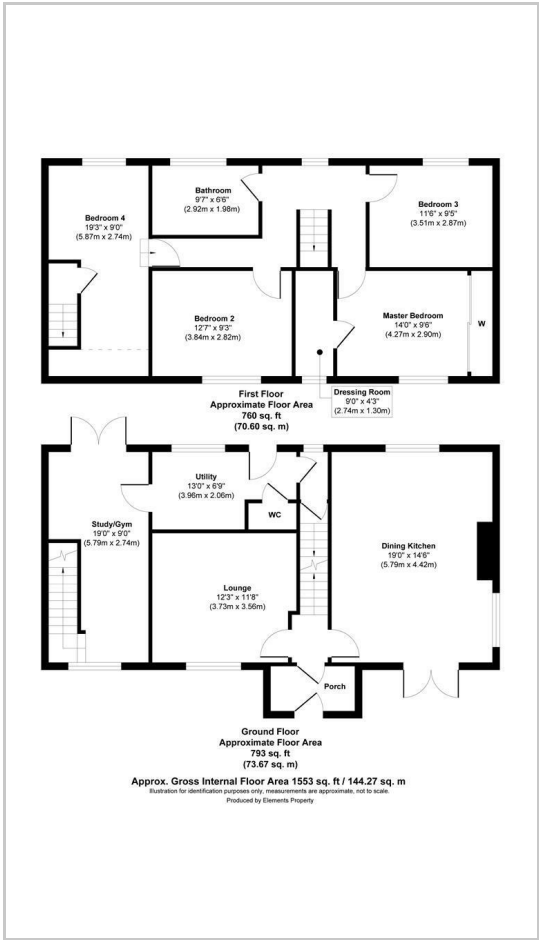 Bathroom
9'7" x 6'6"
(2.92m x 1.98m)
Bedroom 4
19'3" x 9'0"
(5.87m x 2.74m)
Bedroom 3
11'6" x 9'5"
(3.51m x 2.87m)
Bedroom 2
12'7" x 9'3"
(3.84m x 2.82m)
Master Bedroom
14'0" x 9'6"
(4.27m x 2.90m)
W
Dressing Room
9'0" x 4'3"
(2.74m x 1.30m)
First Floor
Approximate Floor Area
760 sq. ft
(70.60 sq. m)
Utility
13'0" x 6'9"
(3.96m x 2.06m)
WC
Study/Gym
19'0" x 9'0"
(5.79m x 2.74m)
Dining Kitchen
19'0" x 14'6"
(5.79m x 4.42m)
Lounge
12'3" x 11'8"
(3.73m x 3.56m)
Porch
Ground Floor
Approximate Floor Area
793 sq. ft
(73.67 sq. m)
Approx. Gross Internal Floor Area 1553 sq. ft / 144.27 sq. m
Illustration for identification purposes only, measurements are approximate, not to scale.
Produced by Elements Property